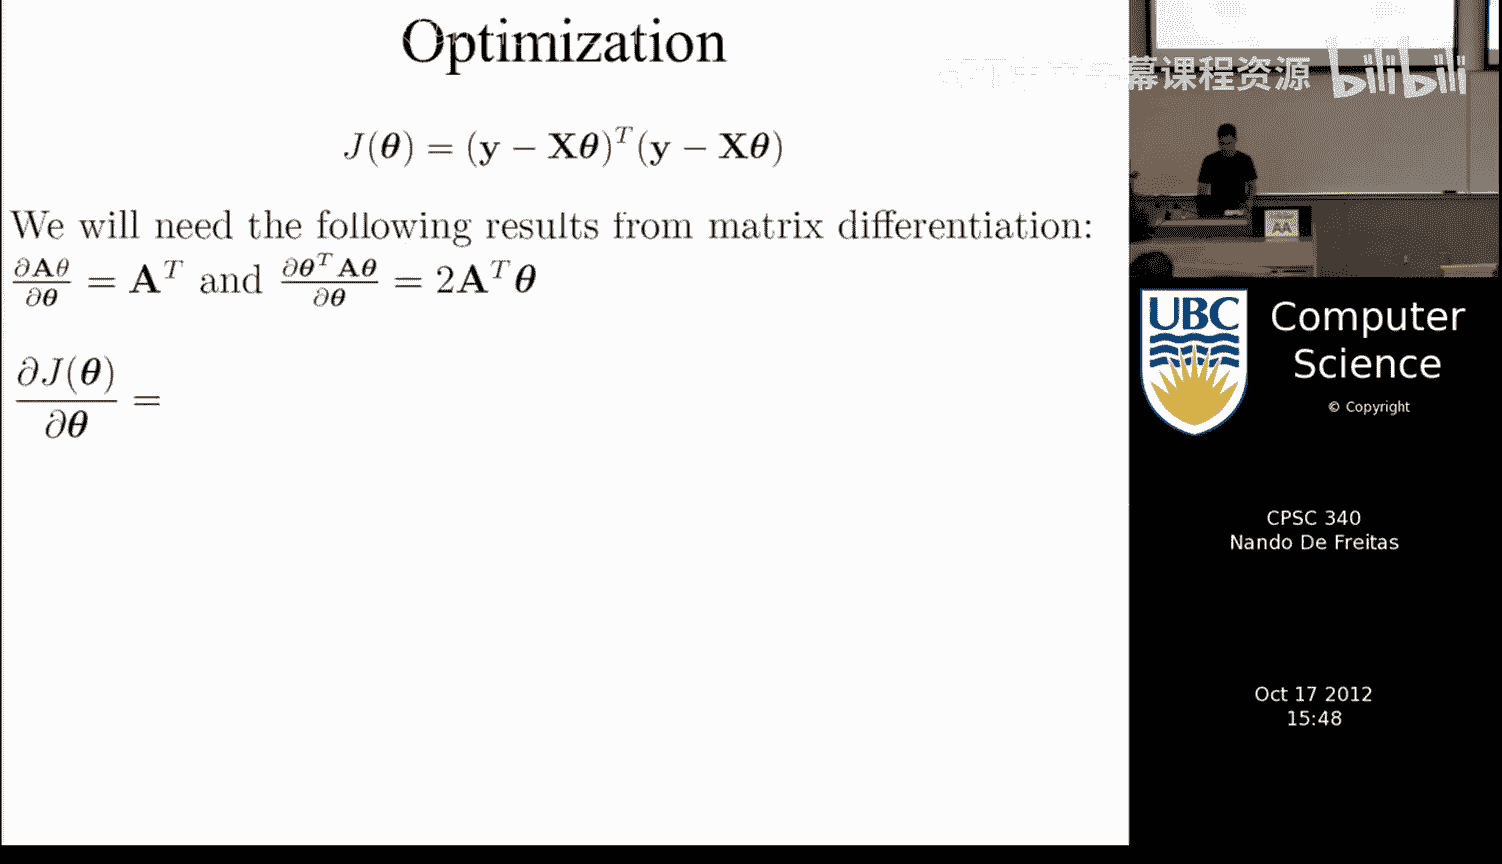 Optimization
幕课程资源 bilibili
J(θ) = (y − Xθ)^T (y − Xθ)
We will need the following results from matrix differentiation:
∂Aθ/∂θ = A^T and ∂θ^T Aθ/∂θ = 2A^T θ
∂J(θ)/∂θ =
UBC
Computer
Science
© Copyright
CPSC 340
Nando De Freitas
Oct 17 2012
15:48